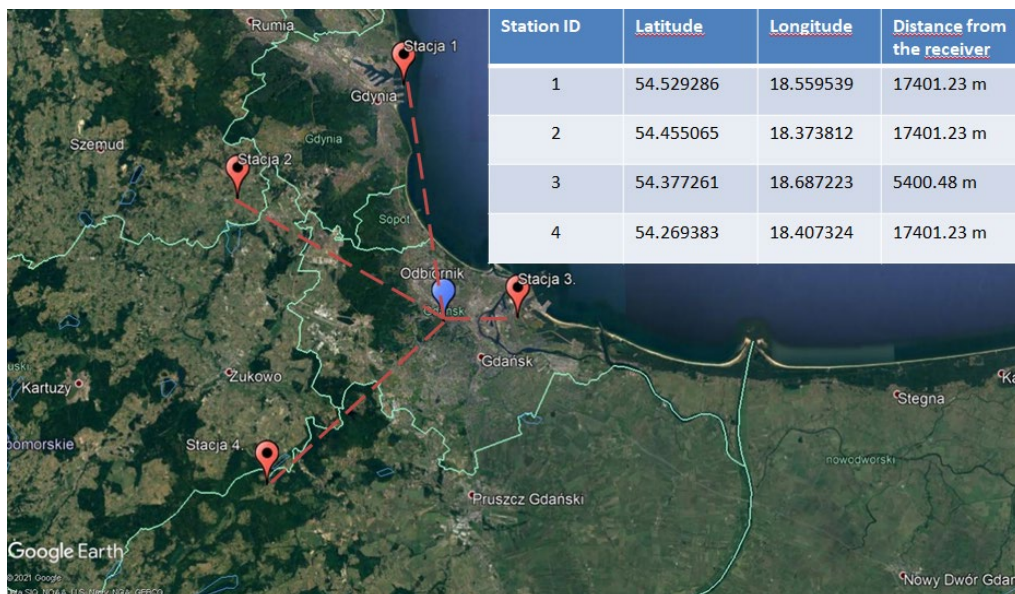 Station ID Latitude Longitude Distance from
the receiver
1 54.529286 18.559539 17401.23 m
2 54.455065 18.373812 17401.23 m
3 54.377261 18.687223 5400.48 m
4 54.269383 18.407324 17401.23 m
Rumia
Stacja 1
Gdynia
Gdynia
Szemud
Stacja 2
Sopot
Odbiornik
Stacja 3.
Gdańsk
Gdańsk
Żukowo
Kartuzy
Stegna
Stacja 4.
pomorskie
nowodworski
Pruszcz Gdański
Google Earth
©2021 Google
Nowy Dwór Gdań